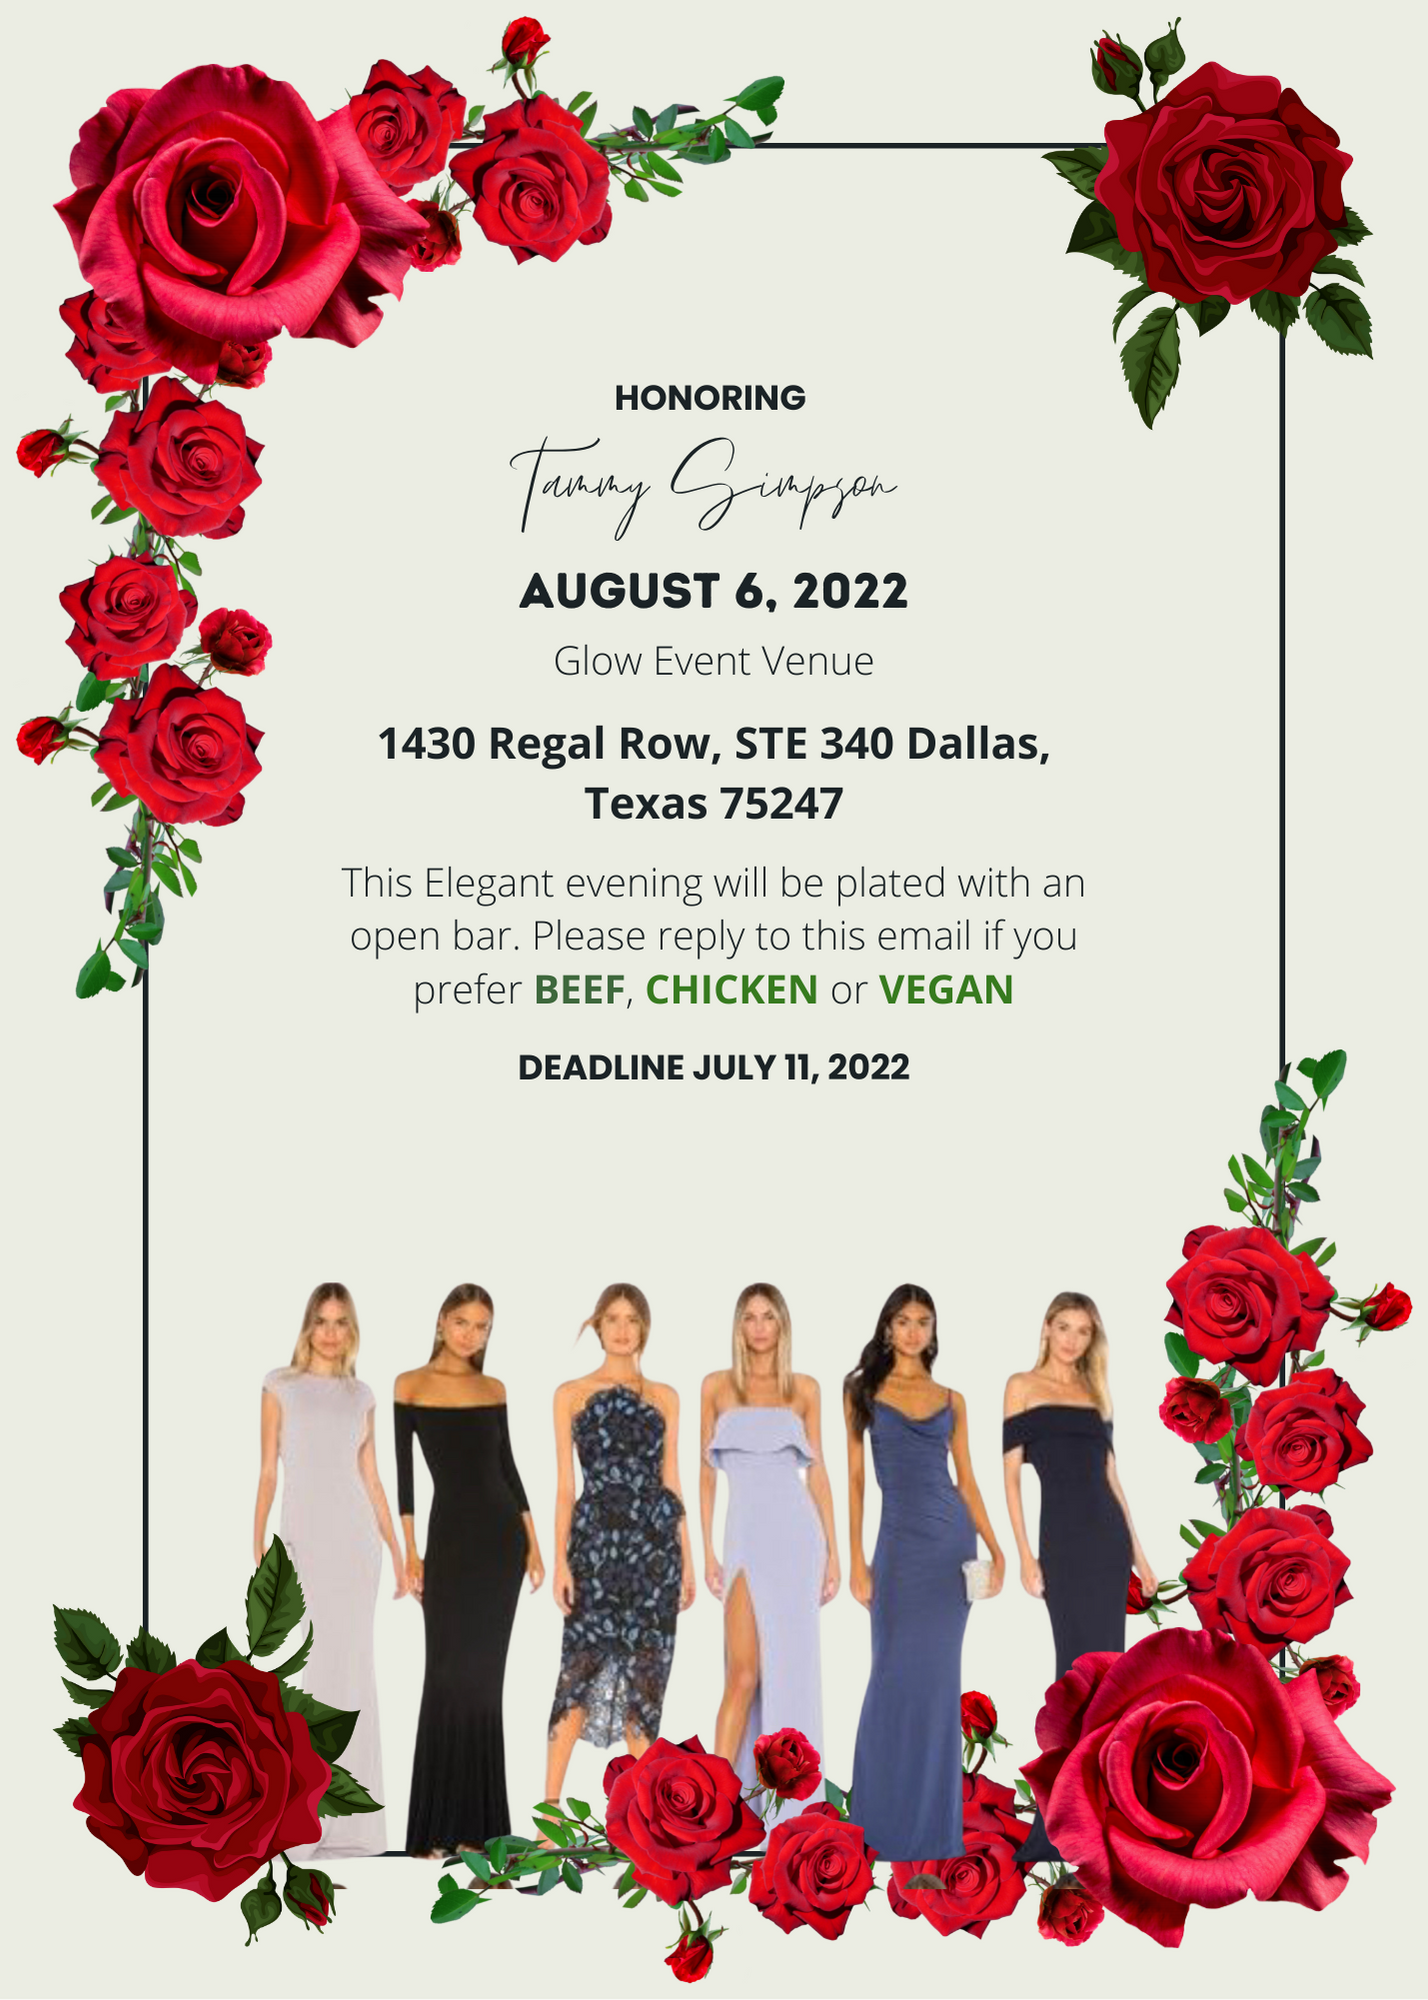 HONORING
Tammy Simpson
AUGUST 6, 2022
Glow Event Venue
1430 Regal Row, STE 340 Dallas,
Texas 75247
This Elegant evening will be plated with an
open bar. Please reply to this email if you
prefer BEEF, CHICKEN or VEGAN
DEADLINE JULY 11, 2022